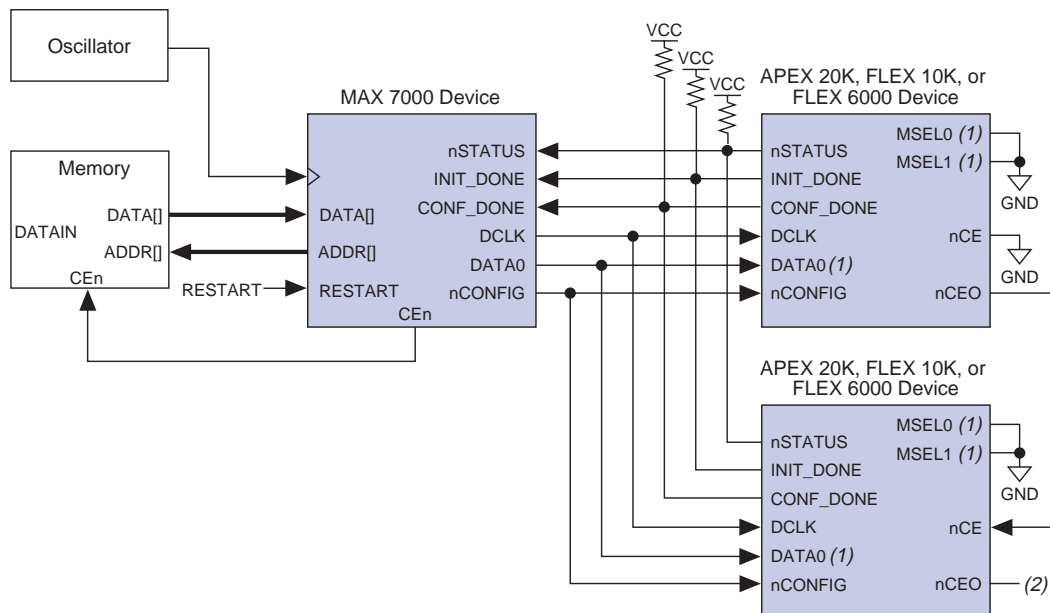 Oscillator
Memory
DATA[]
DATAIN
ADDR[]
CEn
RESTART
MAX 7000 Device
nSTATUS
INIT_DONE
CONF_DONE
DATA[]
DCLK
ADDR[]
DATA0
RESTART
nCONFIG
CEn
VCC
VCC
VCC
APEX 20K, FLEX 10K, or
FLEX 6000 Device
MSEL0 (1)
nSTATUS
MSEL1 (1)
INIT_DONE
GND
CONF_DONE
DCLK
nCE
DATA0 (1)
GND
nCONFIG
nCEO
APEX 20K, FLEX 10K, or
FLEX 6000 Device
MSEL0 (1)
nSTATUS
MSEL1 (1)
INIT_DONE
GND
CONF_DONE
DCLK
nCE
DATA0 (1)
nCONFIG
nCEO
(2)